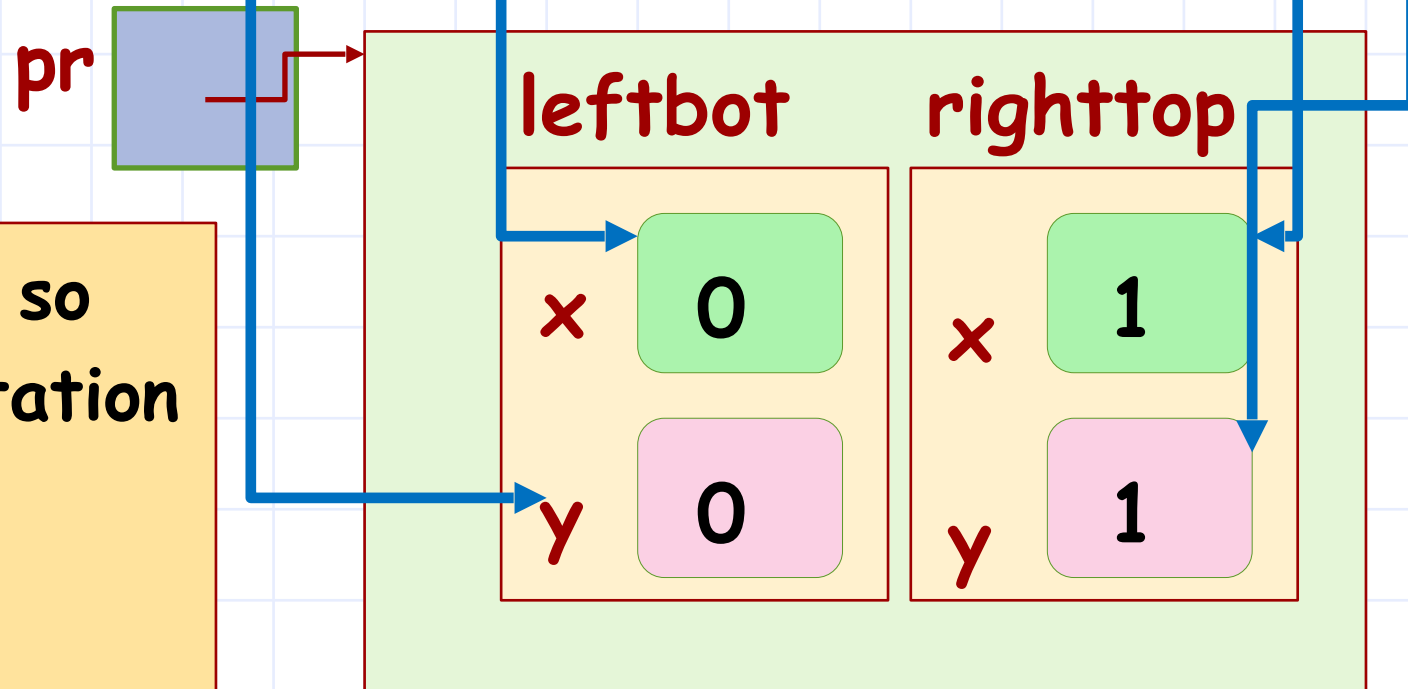 pr
leftbot righttop
so
x 0 x 1
ration
y 0 y 1